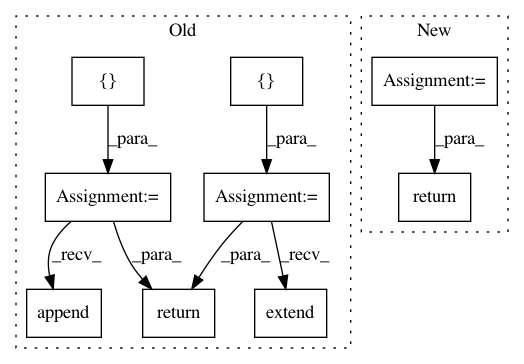 Old
New
{}
{}
Assignment:=
_para_
_para_
_para_
Assignment:=
Assignment:=
return
_recv_
_para_
_para_
_recv_
append
return
extend